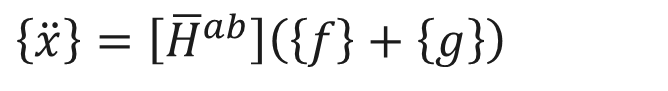 {ẍ} = [H̅ᵃᵇ]({f} + {g})